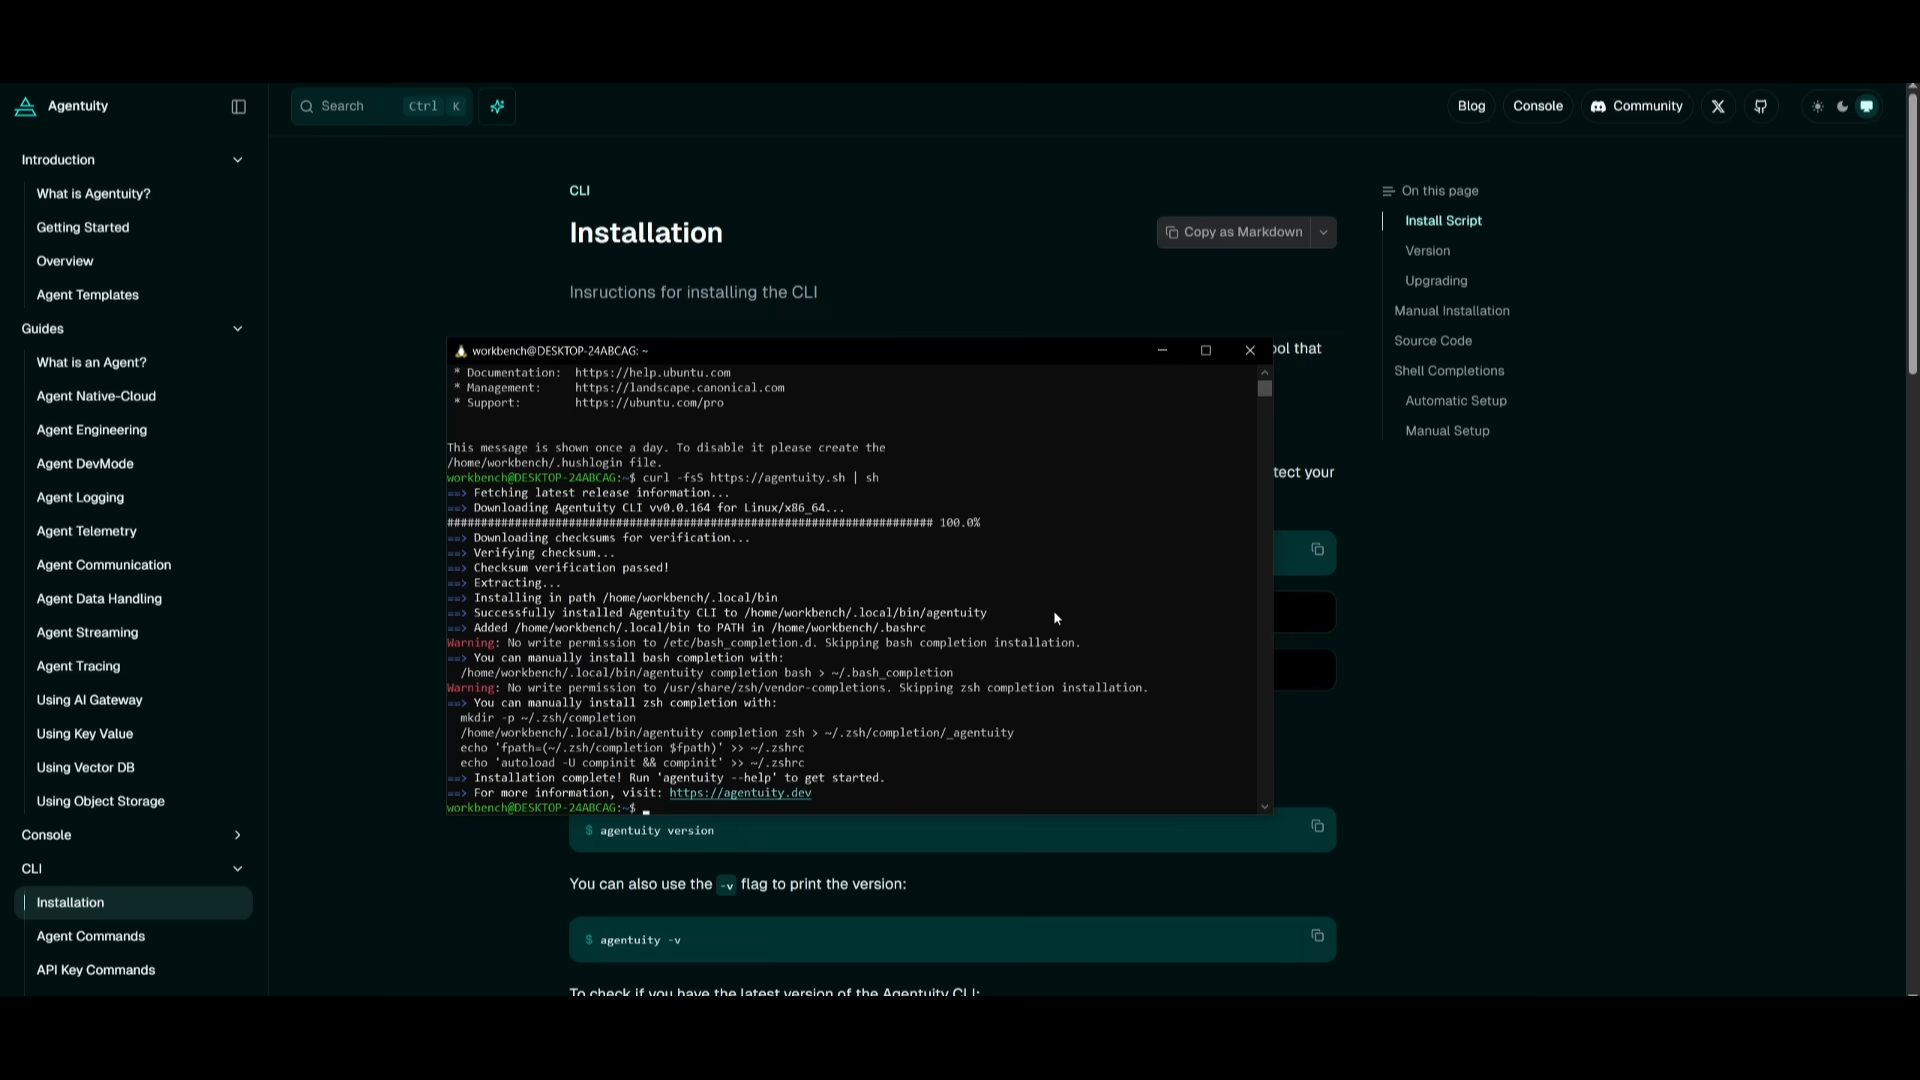 Agentuity
Search Ctrl K
Blog
Console
Community
Introduction
What is Agentuity?
Getting Started
Overview
Agent Templates
Guides
What is an Agent?
Agent Native-Cloud
Agent Engineering
Agent DevMode
Agent Logging
Agent Telemetry
Agent Communication
Agent Data Handling
Agent Streaming
Agent Tracing
Using AI Gateway
Using Key Value
Using Vector DB
Using Object Storage
Console
CLI
Installation
Agent Commands
API Key Commands
CLI
Installation
Copy as Markdown
Insructions for installing the CLI
ool that
tect your
workbench@DESKTOP-24ABCAG: ~
* Documentation: https://help.ubuntu.com
* Management: https://landscape.canonical.com
* Support: https://ubuntu.com/pro
This message is shown once a day. To disable it please create the
/home/workbench/.hushlogin file.
workbench@DESKTOP-24ABCAG:~$ curl -fsS https://agentuity.sh | sh
==> Fetching latest release information...
==> Downloading Agentuity CLI vv0.0.164 for Linux/x86_64...
######################################################################## 100.0%
==> Downloading checksums for verification...
==> Verifying checksum...
==> Checksum verification passed!
==> Extracting...
==> Installing in path /home/workbench/.local/bin
==> Successfully installed Agentuity CLI to /home/workbench/.local/bin/agentuity
==> Added /home/workbench/.local/bin to PATH in /home/workbench/.bashrc
Warning: No write permission to /etc/bash_completion.d. Skipping bash completion installation.
==> You can manually install bash completion with:
/home/workbench/.local/bin/agentuity completion bash > ~/.bash_completion
Warning: No write permission to /usr/share/zsh/vendor-completions. Skipping zsh completion installation.
==> You can manually install zsh completion with:
mkdir -p ~/.zsh/completion
/home/workbench/.local/bin/agentuity completion zsh > ~/.zsh/completion/_agentuity
echo 'fpath=(~/.zsh/completion $fpath)' >> ~/.zshrc
echo 'autoload -U compinit && compinit' >> ~/.zshrc
==> Installation complete! Run 'agentuity --help' to get started.
==> For more information, visit: https://agentuity.dev
workbench@DESKTOP-24ABCAG:~$
$ agentuity version
You can also use the -v flag to print the version:
$ agentuity -v
To check if you have the latest version of the Agentuity CLI:
On this page
Install Script
Version
Upgrading
Manual Installation
Source Code
Shell Completions
Automatic Setup
Manual Setup